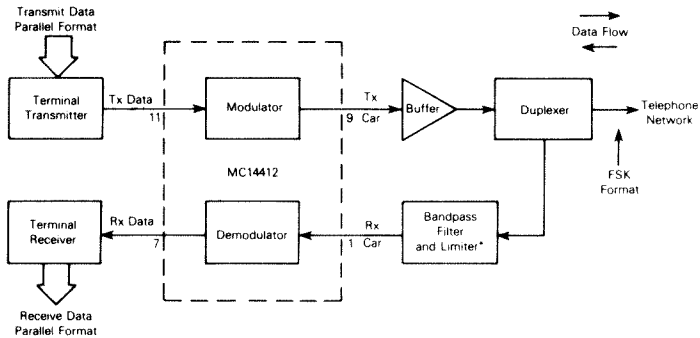 Transmit Data
Parallel Format
Data Flow
Terminal
Transmitter
Tx Data
11
Modulator
9
Tx
Car
Buffer
Duplexer
Telephone
Network
FSK
Format
MC14412
Terminal
Receiver
Rx Data
7
Demodulator
1
Rx
Car
Bandpass
Filter
and Limiter*
Receive Data
Parallel Format